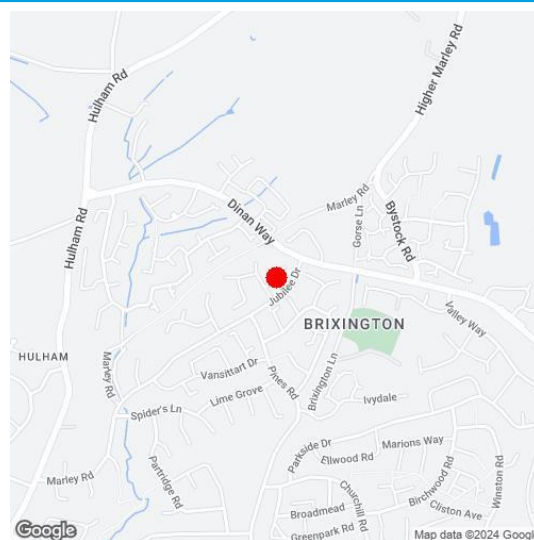 Hulham Rd
Higher Marley Rd
Marley Rd
Dinan Way
Gorse Ln
Bystock Rd
Hulham Rd
Jubilee Dr
Valley Way
BRIXINGTON
HULHAM
Marley Rd
Vansittart Dr
Pines Rd
Brixington Ln
Lime Grove
Ivydale
Spider's Ln
Parkside Dr
Marions Way
Ellwood Rd
Partridge Rd
Marley Rd
Churchill Rd
Birchwood Rd
Winston Rd
Broadmead
Cliston Ave
Greenpark Rd
Google
Map data ©2024 Google